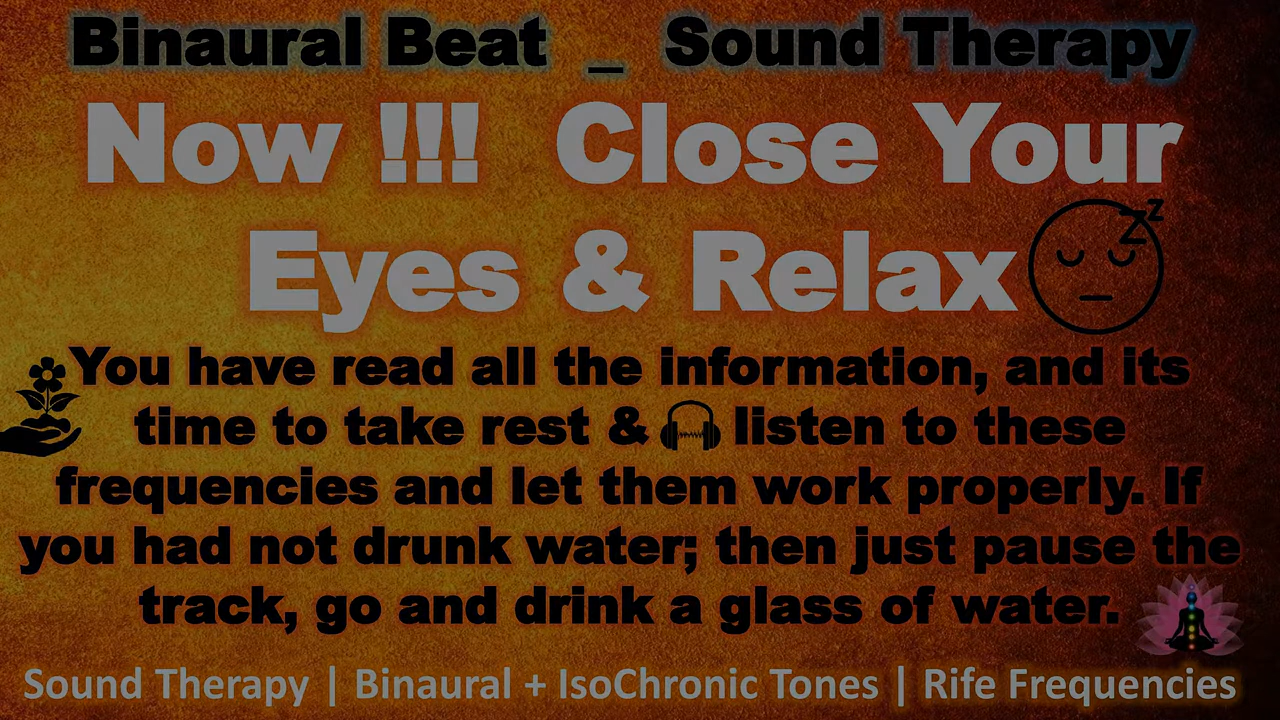 Binaural Beat _ Sound Therapy
Now !!! Close Your
Eyes & Relax
You have read all the information, and its
time to take rest & listen to these
frequencies and let them work properly. If
you had not drunk water; then just pause the
track, go and drink a glass of water.
Sound Therapy | Binaural + IsoChronic Tones | Rife Frequencies